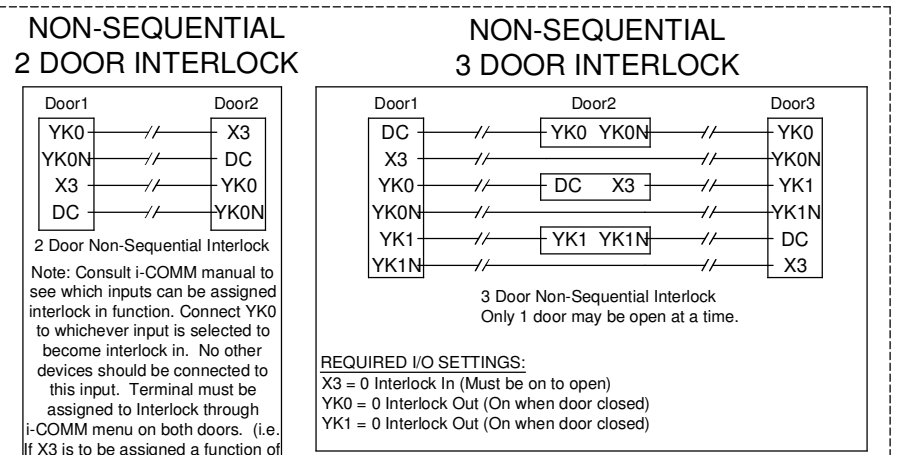 NON-SEQUENTIAL
2 DOOR INTERLOCK
Door1 Door2
YK0 X3
YK0N DC
X3 YK0
DC YK0N
2 Door Non-Sequential Interlock
Note: Consult i-COMM manual to
see which inputs can be assigned
interlock in function. Connect YK0
to whichever input is selected to
become interlock in. No other
devices should be connected to
this input. Terminal must be
assigned to Interlock through
i-COMM menu on both doors. (i.e.
If X3 is to be assigned a function of
NON-SEQUENTIAL
3 DOOR INTERLOCK
Door1 Door2 Door3
DC YK0 YK0N YK0
X3 YK0N
YK0 DC X3 YK1
YK0N YK1N
YK1 YK1 YK1N DC
YK1N X3
3 Door Non-Sequential Interlock
Only 1 door may be open at a time.
REQUIRED I/O SETTINGS:
X3 = 0 Interlock In (Must be on to open)
YK0 = 0 Interlock Out (On when door closed)
YK1 = 0 Interlock Out (On when door closed)